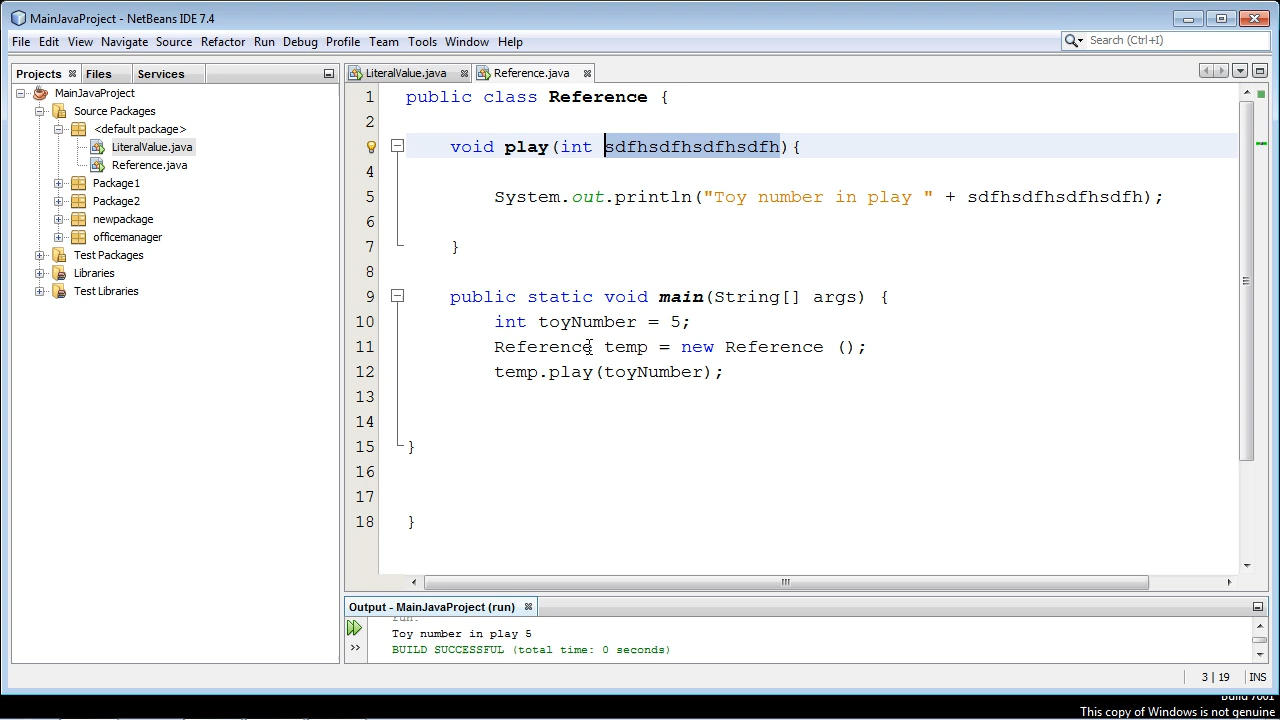 MainJavaProject - NetBeans IDE 7.4
File Edit View Navigate Source Refactor Run Debug Profile Team Tools Window Help
Search (Ctrl+I)
Projects Files Services
MainJavaProject
Source Packages
<default package>
LiteralValue.java
Reference.java
Package1
Package2
newpackage
officemanager
Test Packages
Libraries
Test Libraries
LiteralValue.java Reference.java
1 public class Reference {
2
void play(int sdfhsdfhsdfhsdfh){
4
5 System.out.println("Toy number in play " + sdfhsdfhsdfhsdfh);
6
7 }
8
9 public static void main(String[] args) {
10 int toyNumber = 5;
11 Reference temp = new Reference ();
12 temp.play(toyNumber);
13
14
15 }
16
17
18 }
Output - MainJavaProject (run)
run:
Toy number in play 5
BUILD SUCCESSFUL (total time: 0 seconds)
3 | 19 INS
Build 7601
This copy of Windows is not genuine